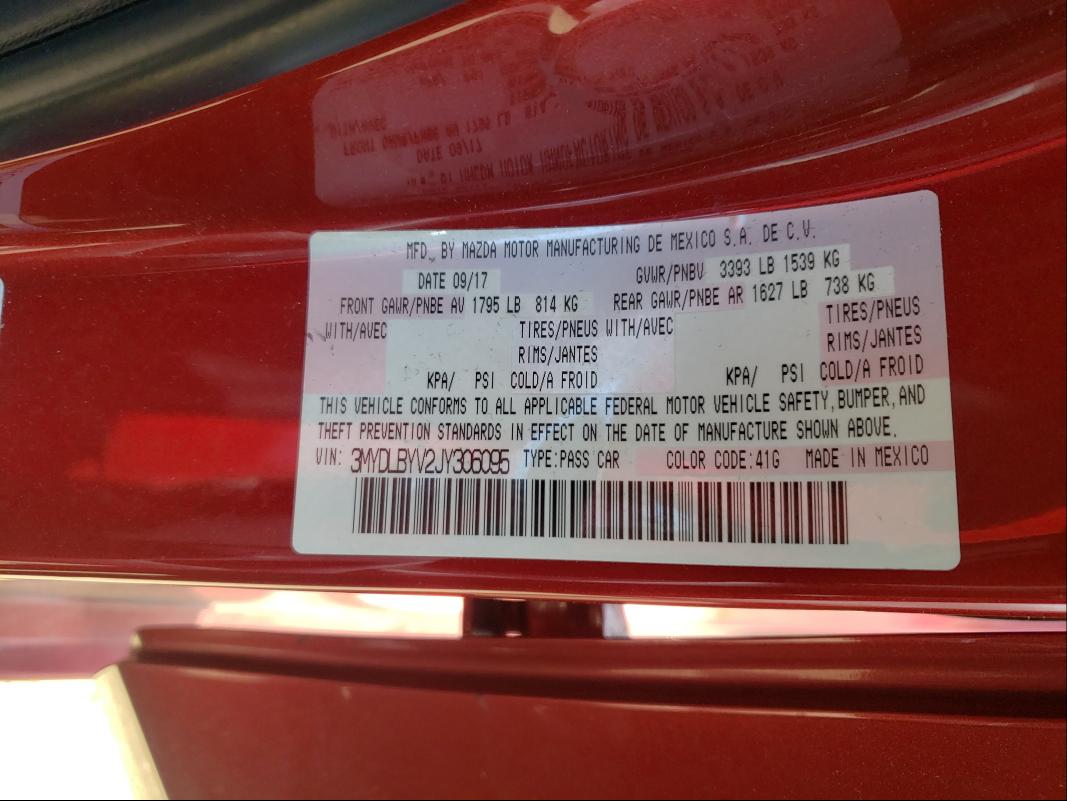 MFD. BY MAZDA MOTOR MANUFACTURING DE MEXICO S.A. DE C.V.
DATE 09/17 GVWR/PNBV 3393 LB 1539 KG
FRONT GAWR/PNBE AV 1795 LB 814 KG REAR GAWR/PNBE AR 1627 LB 738 KG
WITH/AVEC TIRES/PNEUS WITH/AVEC TIRES/PNEUS
RIMS/JANTES RIMS/JANTES
KPA/ PSI COLD/A FROID KPA/ PSI COLD/A FROID
THIS VEHICLE CONFORMS TO ALL APPLICABLE FEDERAL MOTOR VEHICLE SAFETY, BUMPER, AND
THEFT PREVENTION STANDARDS IN EFFECT ON THE DATE OF MANUFACTURE SHOWN ABOVE.
VIN: 3MYDLBYV2JY306095 TYPE:PASS CAR COLOR CODE:41G MADE IN MEXICO